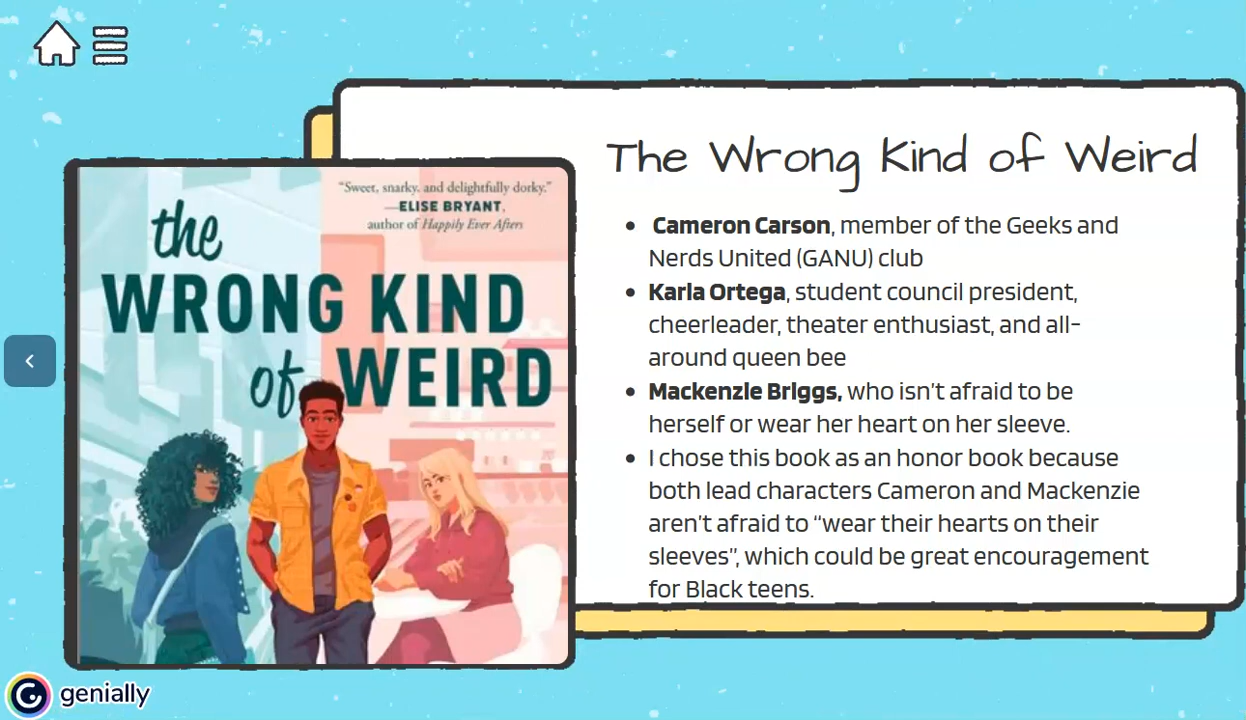 The Wrong Kind of Weird
"Sweet, snarky, and delightfully dorky."
—ELISE BRYANT,
author of Happily Ever Afters
the
WRONG KIND
of WEIRD
• Cameron Carson, member of the Geeks and
Nerds United (GANU) club
• Karla Ortega, student council president,
cheerleader, theater enthusiast, and all-
around queen bee
• Mackenzie Briggs, who isn't afraid to be
herself or wear her heart on her sleeve.
• I chose this book as an honor book because
both lead characters Cameron and Mackenzie
aren't afraid to "wear their hearts on their
sleeves", which could be great encouragement
for Black teens.
genially